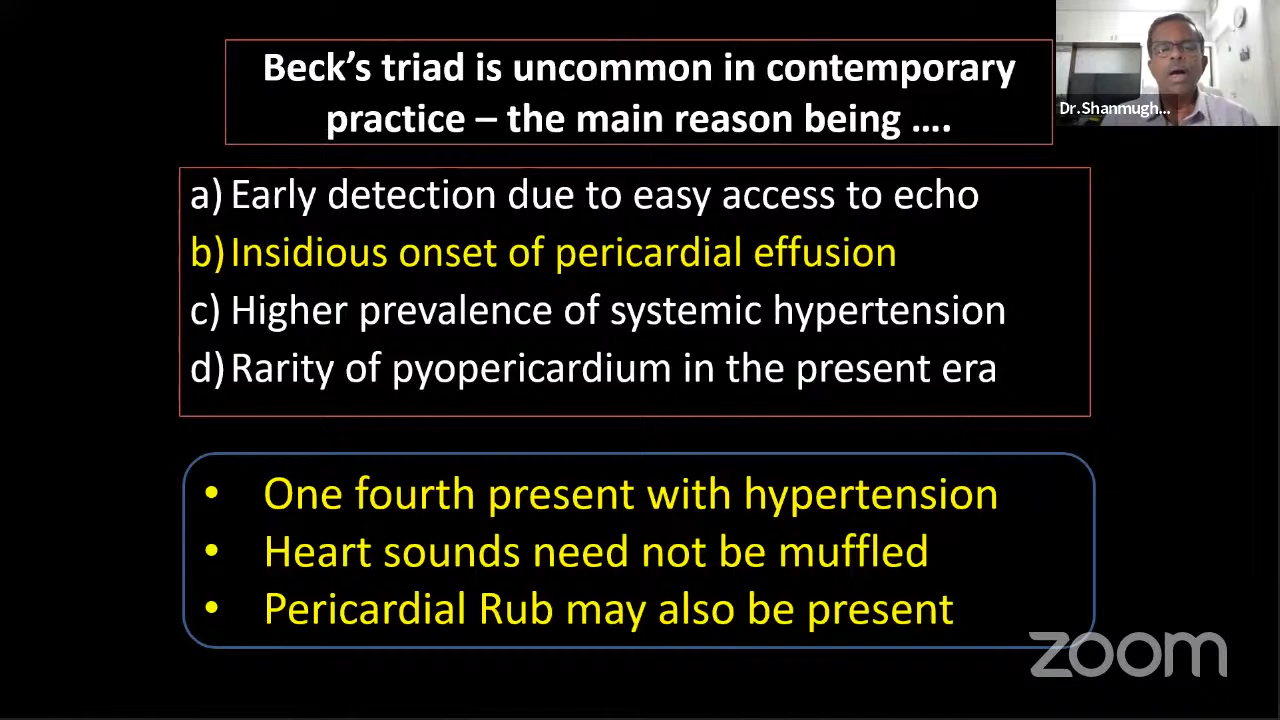 Beck's triad is uncommon in contemporary
practice – the main reason being ....
Dr.Shanmugh...
a) Early detection due to easy access to echo
b) Insidious onset of pericardial effusion
c) Higher prevalence of systemic hypertension
d) Rarity of pyopericardium in the present era
• One fourth present with hypertension
• Heart sounds need not be muffled
• Pericardial Rub may also be present
zoom